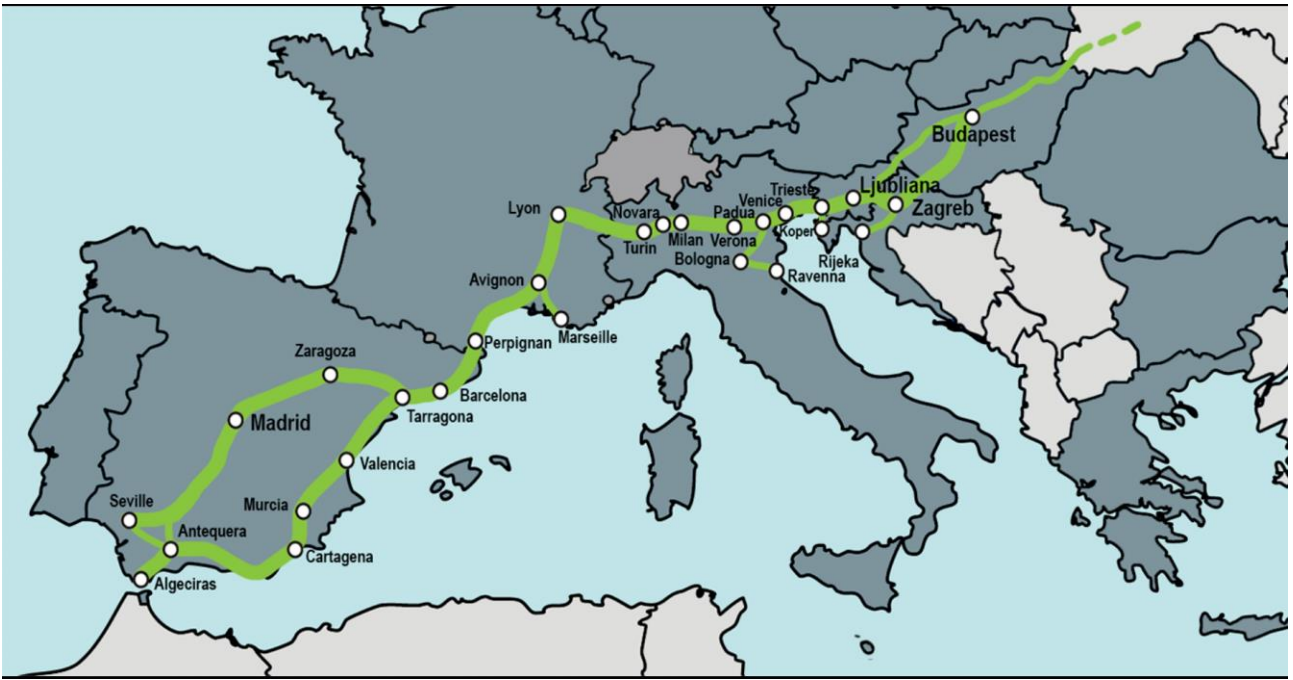 Budapest
Trieste
Ljubliana
Venice
Zagreb
Lyon
Novara
Padua
Turin
Milan
Verona
Koper
Rijeka
Bologna
Ravenna
Avignon
Marseille
Perpignan
Zaragoza
Barcelona
Tarragona
Madrid
Valencia
Seville
Murcia
Antequera
Cartagena
Algeciras